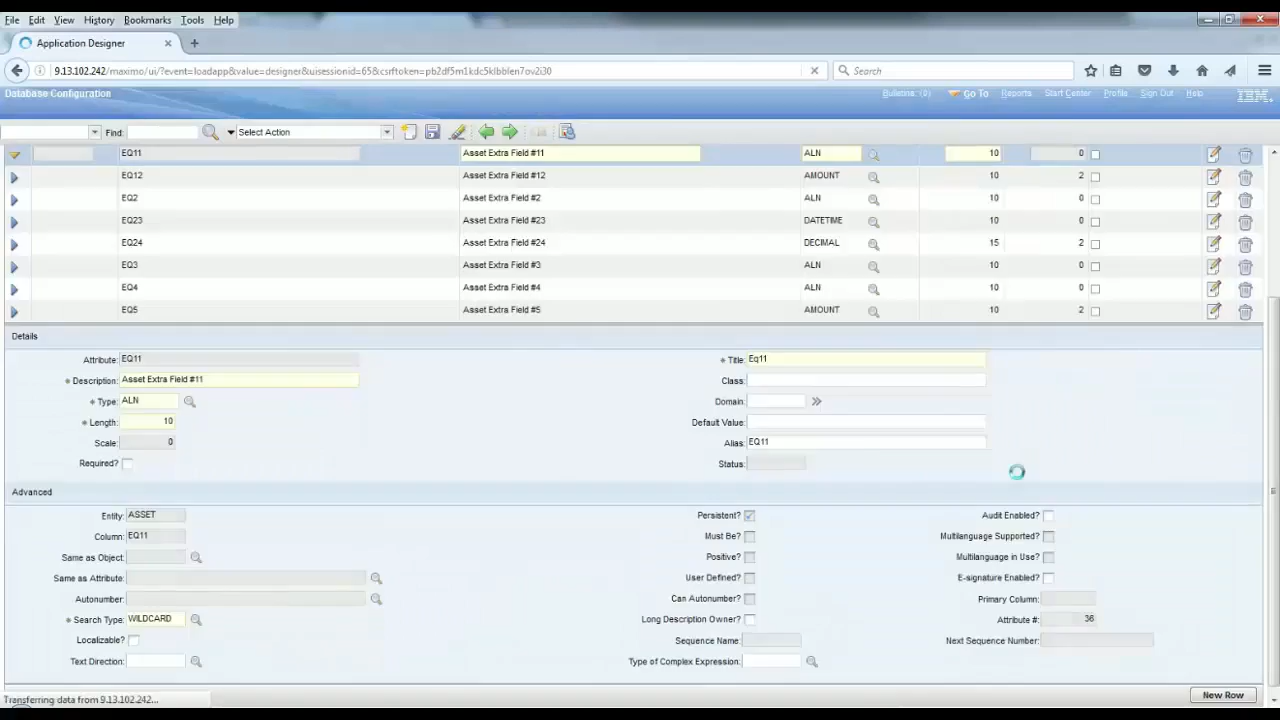 File Edit View History Bookmarks Tools Help
Application Designer
9.13.102.242/maximo/ui/?event=loadapp&value=designer&uisessionid=65&csrftoken=pb2df5m1kdc5klbblen7ov2i30
Search
Database Configuration
Bulletins: (0) Go To Reports Start Center Profile Sign Out Help IBM.
Find: Select Action
EQ11 Asset Extra Field #11 ALN 10 0
EQ12 Asset Extra Field #12 AMOUNT 10 2
EQ2 Asset Extra Field #2 ALN 10 0
EQ23 Asset Extra Field #23 DATETIME 10 0
EQ24 Asset Extra Field #24 DECIMAL 15 2
EQ3 Asset Extra Field #3 ALN 10 0
EQ4 Asset Extra Field #4 ALN 10 0
EQ5 Asset Extra Field #5 AMOUNT 10 2
Details
Attribute: EQ11 * Title: Eq11
* Description: Asset Extra Field #11 Class:
* Type: ALN Domain:
* Length: 10 Default Value:
Scale: 0 Alias: EQ11
Required? Status:
Advanced
Entity: ASSET Persistent? Audit Enabled?
Column: EQ11 Must Be? Multilanguage Supported?
Same as Object: Positive? Multilanguage in Use?
Same as Attribute: User Defined? E-signature Enabled?
Autonumber: Can Autonumber? Primary Column:
* Search Type: WILDCARD Long Description Owner? Attribute #: 36
Localizable? Sequence Name: Next Sequence Number:
Text Direction: Type of Complex Expression:
New Row
Transferring data from 9.13.102.242...